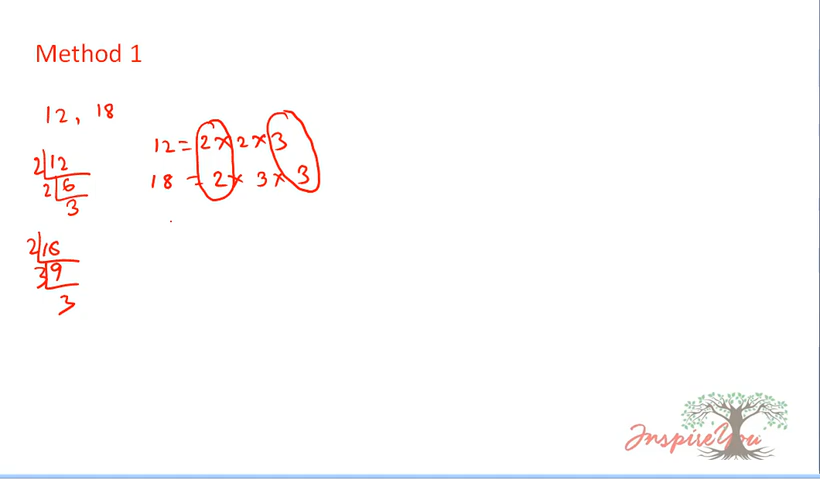 Method 1
12, 18
12 = 2 x 2 x 3
18 = 2 x 3 x 3
2 12
2 6
3
2 18
3 9
3
InspireYou